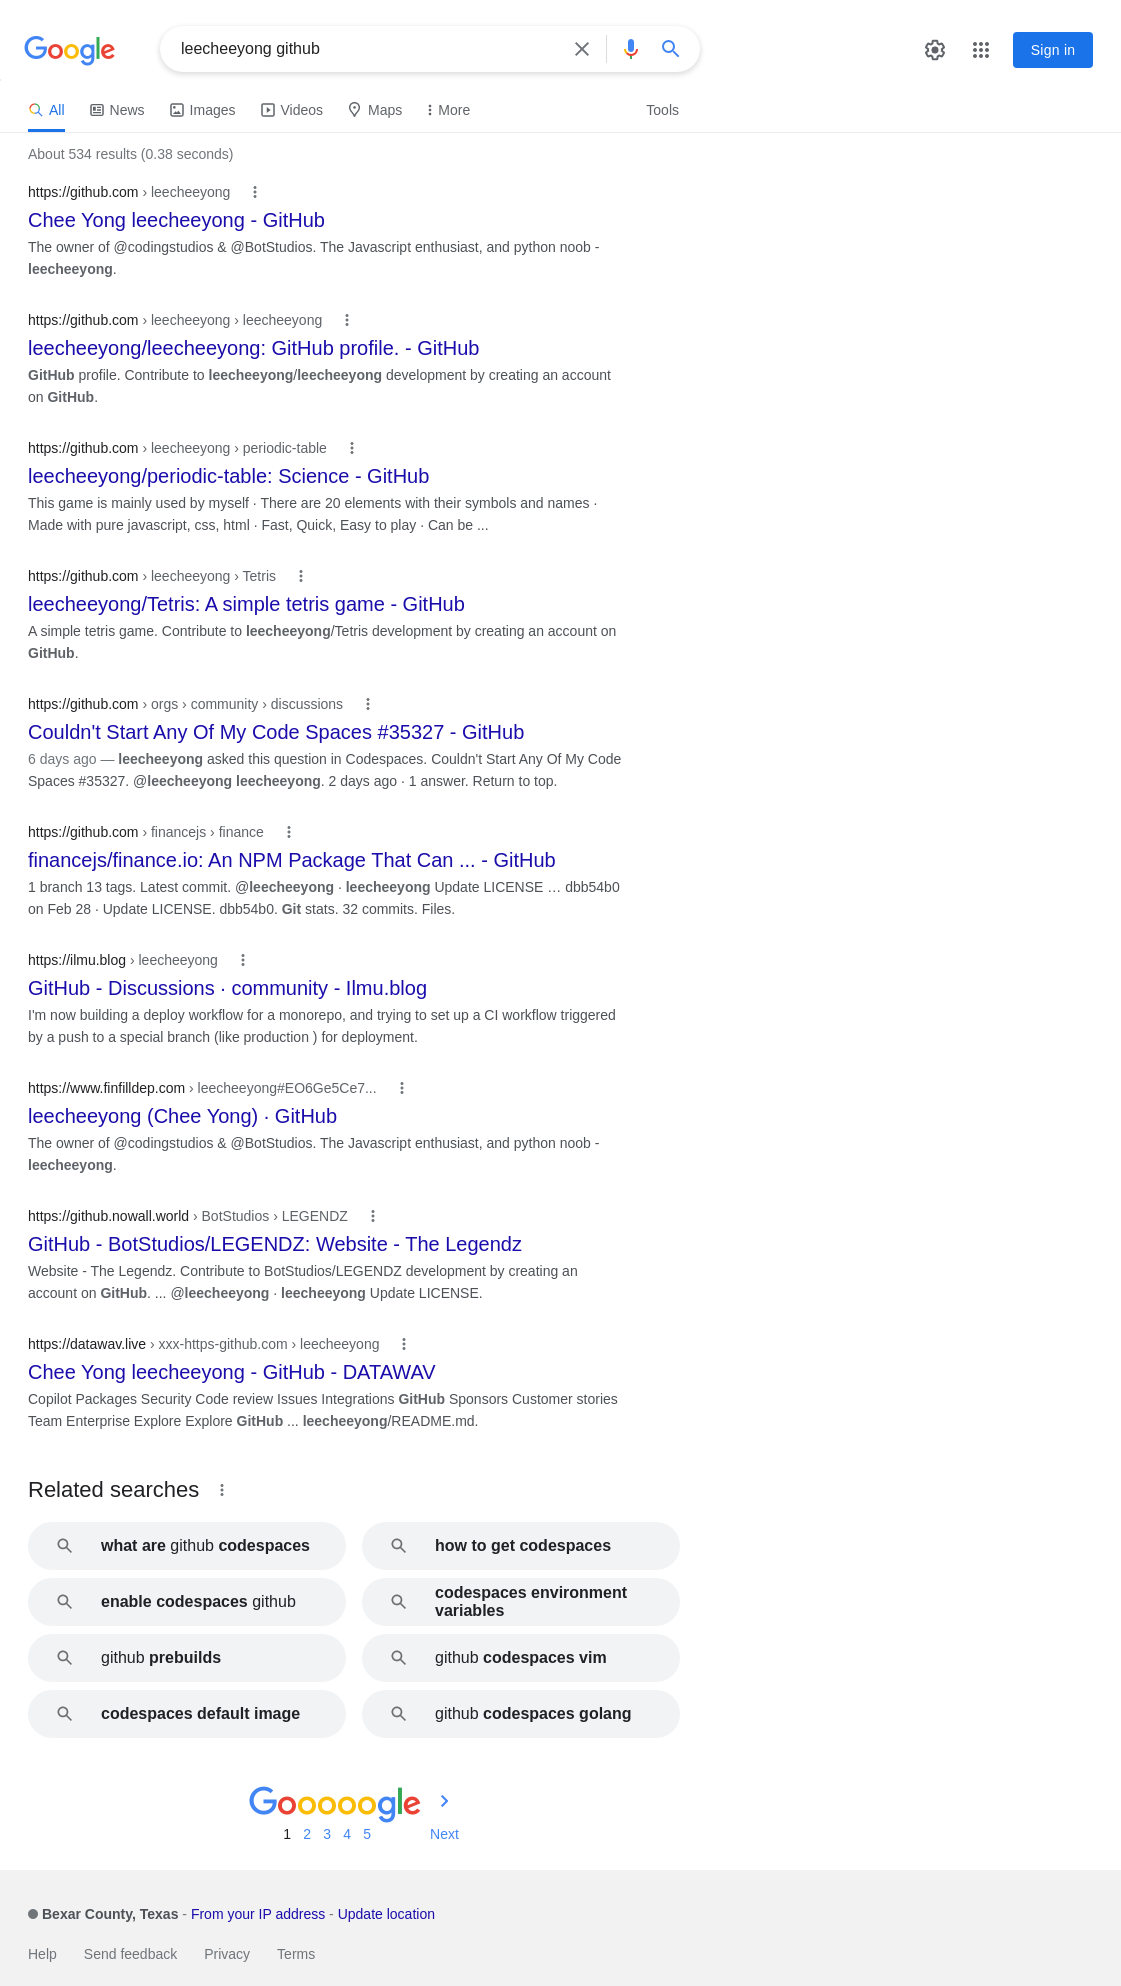 Google
leecheeyong github
Sign in
All News Images Videos Maps More Tools
About 534 results (0.38 seconds)
https://github.com › leecheeyong
Chee Yong leecheeyong - GitHub
The owner of @codingstudios & @BotStudios. The Javascript enthusiast, and python noob -
leecheeyong.
https://github.com › leecheeyong › leecheeyong
leecheeyong/leecheeyong: GitHub profile. - GitHub
GitHub profile. Contribute to leecheeyong/leecheeyong development by creating an account
on GitHub.
https://github.com › leecheeyong › periodic-table
leecheeyong/periodic-table: Science - GitHub
This game is mainly used by myself · There are 20 elements with their symbols and names ·
Made with pure javascript, css, html · Fast, Quick, Easy to play · Can be ...
https://github.com › leecheeyong › Tetris
leecheeyong/Tetris: A simple tetris game - GitHub
A simple tetris game. Contribute to leecheeyong/Tetris development by creating an account on
GitHub.
https://github.com › orgs › community › discussions
Couldn't Start Any Of My Code Spaces #35327 - GitHub
6 days ago — leecheeyong asked this question in Codespaces. Couldn't Start Any Of My Code
Spaces #35327. @leecheeyong leecheeyong. 2 days ago · 1 answer. Return to top.
https://github.com › financejs › finance
financejs/finance.io: An NPM Package That Can ... - GitHub
1 branch 13 tags. Latest commit. @leecheeyong · leecheeyong Update LICENSE … dbb54b0
on Feb 28 · Update LICENSE. dbb54b0. Git stats. 32 commits. Files.
https://ilmu.blog › leecheeyong
GitHub - Discussions · community - Ilmu.blog
I'm now building a deploy workflow for a monorepo, and trying to set up a CI workflow triggered
by a push to a special branch (like production ) for deployment.
https://www.finfilldep.com › leecheeyong#EO6Ge5Ce7...
leecheeyong (Chee Yong) · GitHub
The owner of @codingstudios & @BotStudios. The Javascript enthusiast, and python noob -
leecheeyong.
https://github.nowall.world › BotStudios › LEGENDZ
GitHub - BotStudios/LEGENDZ: Website - The Legendz
Website - The Legendz. Contribute to BotStudios/LEGENDZ development by creating an
account on GitHub. ... @leecheeyong · leecheeyong Update LICENSE.
https://datawav.live › xxx-https-github.com › leecheeyong
Chee Yong leecheeyong - GitHub - DATAWAV
Copilot Packages Security Code review Issues Integrations GitHub Sponsors Customer stories
Team Enterprise Explore Explore GitHub ... leecheeyong/README.md.
Related searches
what are github codespaces
how to get codespaces
enable codespaces github
codespaces environment
variables
github prebuilds
github codespaces vim
codespaces default image
github codespaces golang
Gooooogle
1 2 3 4 5 Next
Bexar County, Texas - From your IP address - Update location
Help Send feedback Privacy Terms